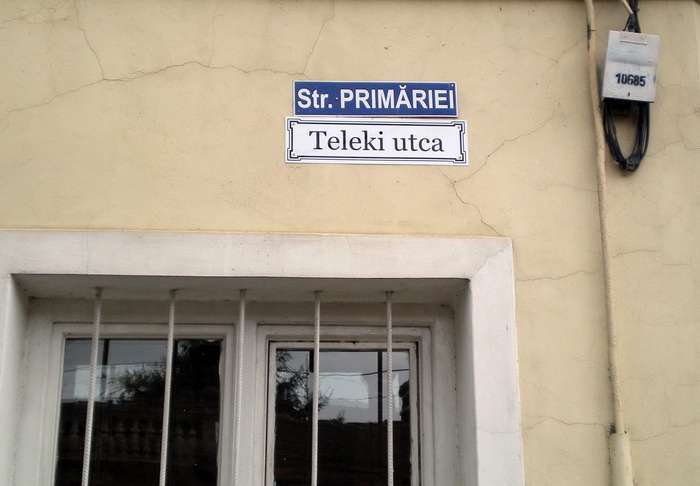 Str. PRIMĂRIEI
Teleki utca
10685